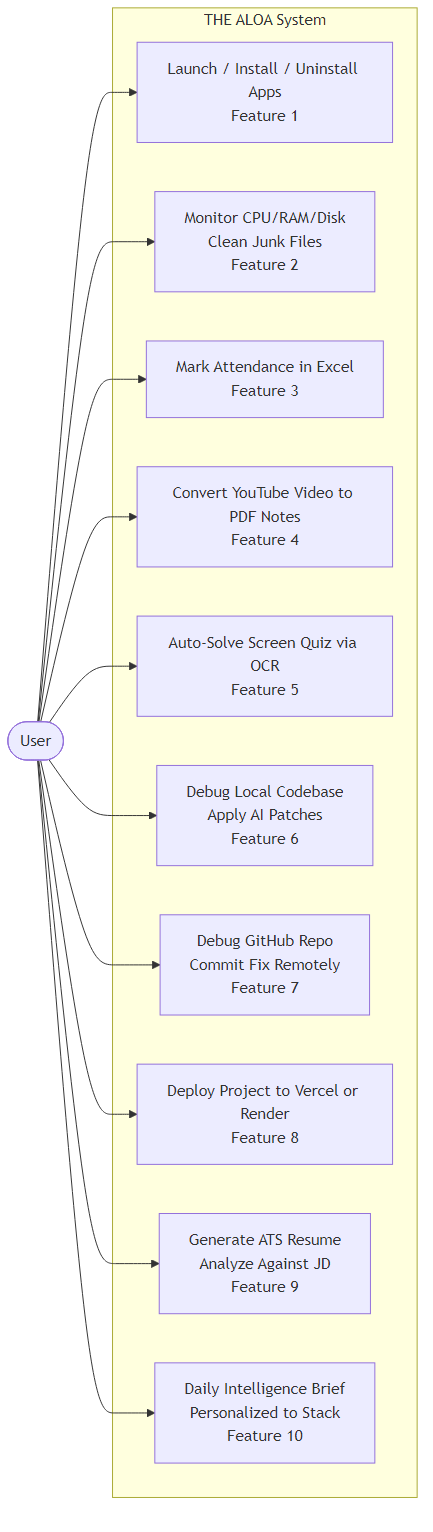 THE ALOA System
Launch / Install / Uninstall
Apps
Feature 1
Monitor CPU/RAM/Disk
Clean Junk Files
Feature 2
Mark Attendance in Excel
Feature 3
Convert YouTube Video to
PDF Notes
Feature 4
Auto-Solve Screen Quiz via
OCR
Feature 5
User
Debug Local Codebase
Apply AI Patches
Feature 6
Debug GitHub Repo
Commit Fix Remotely
Feature 7
Deploy Project to Vercel or
Render
Feature 8
Generate ATS Resume
Analyze Against JD
Feature 9
Daily Intelligence Brief
Personalized to Stack
Feature 10